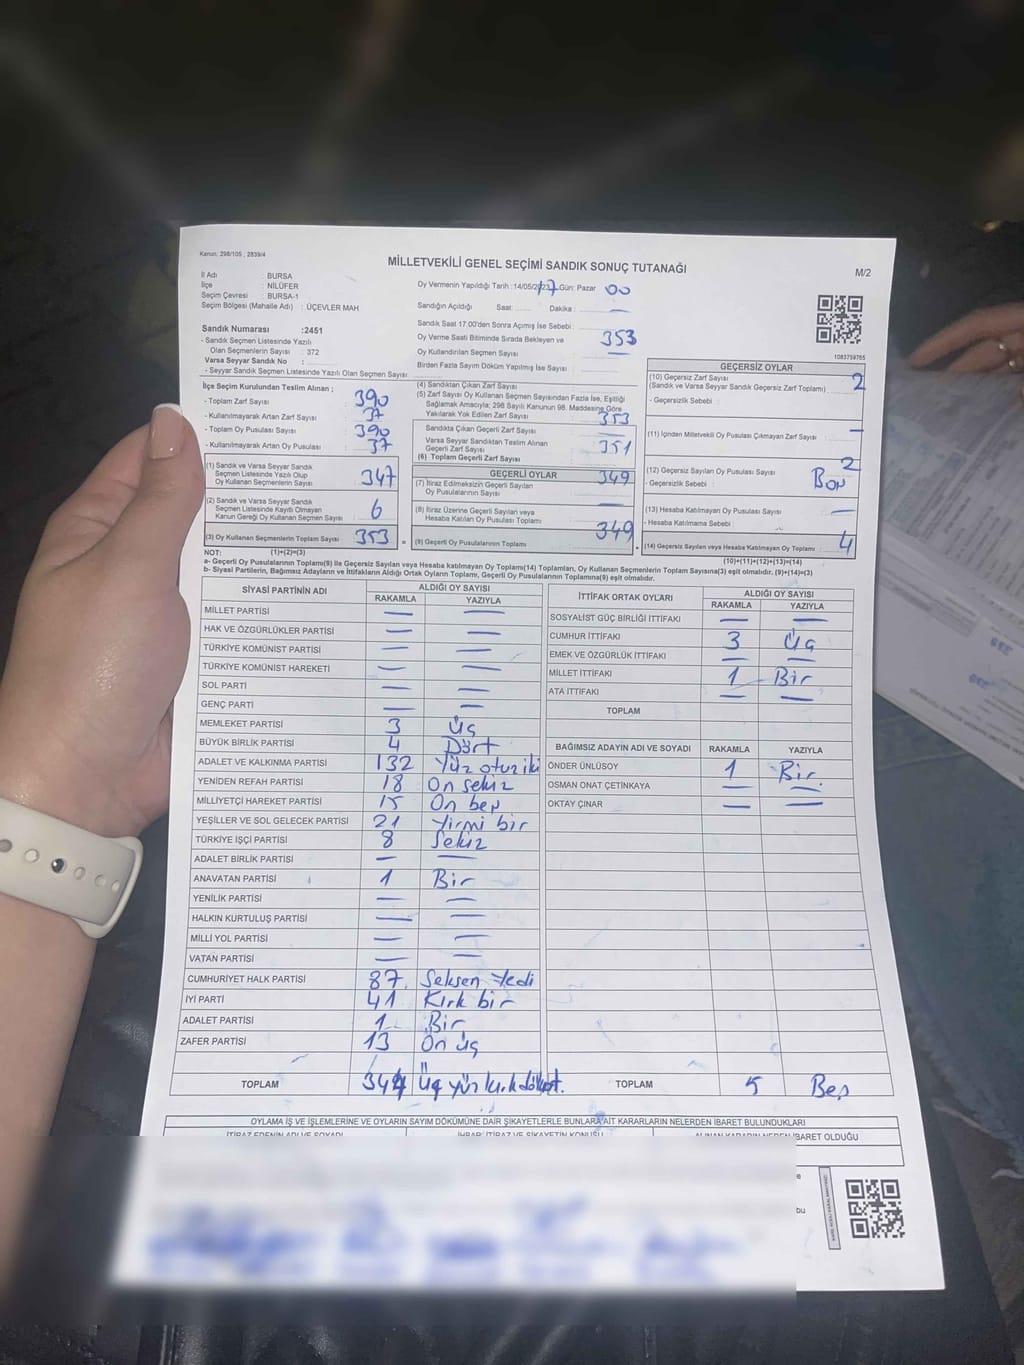 Kanun; 298/105 ; 2839/4
MİLLETVEKİLİ GENEL SEÇİMİ SANDIK SONUÇ TUTANAĞI
M/2
İl Adı : BURSA
İlçe : NİLÜFER
Seçim Çevresi : BURSA-1
Seçim Bölgesi (Mahalle Adı) : ÜÇEVLER MAH
Sandık Numarası :2451
- Sandık Seçmen Listesinde Yazılı
Olan Seçmenlerin Sayısı : 372
Varsa Seyyar Sandık No :
- Seyyar Sandık Seçmen Listesinde Yazılı Olan Seçmen Sayısı
Oy Vermenin Yapıldığı Tarih :14/05/2023 Gün: Pazar
17 00
Sandığın Açıldığı Saat: Dakika : —
Sandık Saat 17.00'den Sonra Açımış İse Sebebi :
Oy Verme Saati Bitiminde Sırada Bekleyen ve 353
Oy Kullandırılan Seçmen Sayısı —
Birden Fazla Sayım Döküm Yapılmış İse Sayısı :
1083759765
İlçe Seçim Kurulundan Teslim Alınan ;
- Toplam Zarf Sayısı 390
- Kullanılmayarak Artan Zarf Sayısı 37
- Toplam Oy Pusulası Sayısı 390
- Kullanılmayarak Artan Oy Pusulası 37
(1) Sandık ve Varsa Seyyar Sandık
Seçmen Listesinde Yazılı Olup
Oy Kullanan Seçmenlerin Sayısı 347
(2) Sandık ve Varsa Seyyar Sandık
Seçmen Listesinde Kayıtlı Olmayan
Kanun Gereği Oy Kullanan Seçmen Sayısı 6
(3) Oy Kullanan Seçmenlerin Toplam Sayısı 353
(4) Sandıktan Çıkan Zarf Sayısı
(5) Zarf Sayısı Oy Kullanan Seçmen Sayısından Fazla İse, Eşitliği
Sağlamak Amacıyla; 298 Sayılı Kanunun 98. Maddesine Göre
Yakılarak Yok Edilen Zarf Sayısı 353
Sandıkta Çıkan Geçerli Zarf Sayısı —
Varsa Seyyar Sandıktan Teslim Alınan
Geçerli Zarf Sayısı 351
(6) Toplam Geçerli Zarf Sayısı
GEÇERLİ OYLAR
(7) İtiraz Edilmeksizin Geçerli Sayılan
Oy Pusulalarının Sayısı 349
(8) İtiraz Üzerine Geçerli Sayılan veya
Hesaba Katılan Oy Pusulası Toplamı —
(9) Geçerli Oy Pusulalarının Toplamı 349
GEÇERSİZ OYLAR
(10) Geçersiz Zarf Sayısı 2
(Sandık ve Varsa Seyyar Sandık Geçersiz Zarf Toplamı)
- Geçersizlik Sebebi :
(11) İçinden Milletvekili Oy Pusulası Çıkmayan Zarf Sayısı —
(12) Geçersiz Sayılan Oy Pusulası Sayısı 2
- Geçersizlik Sebebi : Boş
(13) Hesaba Katılmayan Oy Pusulası Sayısı —
- Hesaba Katılmama Sebebi :
(14) Geçersiz Sayılan veya Hesaba Katılmayan Oy Toplamı 4
NOT: (1)+(2)=(3)
(10)+(11)+(12)+(13)=(14)
a- Geçerli Oy Pusulalarının Toplamı(9) ile Geçersiz Sayılan veya Hesaba katılmayan Oy Toplamı(14) Toplamları, Oy Kullanan Seçmenlerin Toplam Sayısına(3) eşit olmalıdır. (9)+(14)=(3)
b- Siyasi Partilerin, Bağımsız Adayların ve İttifakların Aldığı Ortak Oyların Toplamı, Geçerli Oy Pusulalarının Toplamına(9) eşit olmalıdır.
SİYASİ PARTİNİN ADI ALDIĞI OY SAYISI
RAKAMLA YAZIYLA
MİLLET PARTİSİ — —
HAK VE ÖZGÜRLÜKLER PARTİSİ — —
TÜRKİYE KOMÜNİST PARTİSİ — —
TÜRKİYE KOMÜNİST HAREKETİ — —
SOL PARTİ — —
GENÇ PARTİ — —
MEMLEKET PARTİSİ 3 Üç
BÜYÜK BİRLİK PARTİSİ 4 Dört
ADALET VE KALKINMA PARTİSİ 132 Yüz otuz iki
YENİDEN REFAH PARTİSİ 18 On sekiz
MİLLİYETÇİ HAREKET PARTİSİ 15 On beş
YEŞİLLER VE SOL GELECEK PARTİSİ 21 Yirmi bir
TÜRKİYE İŞÇİ PARTİSİ 8 Sekiz
ADALET BİRLİK PARTİSİ — —
ANAVATAN PARTİSİ 1 Bir
YENİLİK PARTİSİ — —
HALKIN KURTULUŞ PARTİSİ — —
MİLLİ YOL PARTİSİ — —
VATAN PARTİSİ — —
CUMHURİYET HALK PARTİSİ 87 Seksen Yedi
İYİ PARTİ 41 Kırk bir
ADALET PARTİSİ 1 Bir
ZAFER PARTİSİ 13 On üç
TOPLAM 344 Üç yüz kırk dört.
İTTİFAK ORTAK OYLARI ALDIĞI OY SAYISI
RAKAMLA YAZIYLA
SOSYALİST GÜÇ BİRLİĞİ İTTİFAKI — —
CUMHUR İTTİFAKI 3 Üç
EMEK VE ÖZGÜRLÜK İTTİFAKI — —
MİLLET İTTİFAKI 1 Bir
ATA İTTİFAKI — —
TOPLAM
BAĞIMSIZ ADAYIN ADI VE SOYADI RAKAMLA YAZIYLA
ÖNDER ÜNLÜSOY 1 Bir
OSMAN ONAT ÇETİNKAYA — —
OKTAY ÇINAR — —
TOPLAM 5 Beş
OYLAMA İŞ VE İŞLEMLERİNE VE OYLARIN SAYIM DÖKÜMÜNE DAİR ŞİKAYETLERLE BUNLARA AİT KARARLARIN NELERDEN İBARET BULUNDUKLARI
İTİRAZ EDENİN ADI VE SOYADI İHBAR, İTİRAZ VE ŞİKAYETİN KONUSU ALINAN KARARIN NEDEN İBARET OLDUĞU
bu